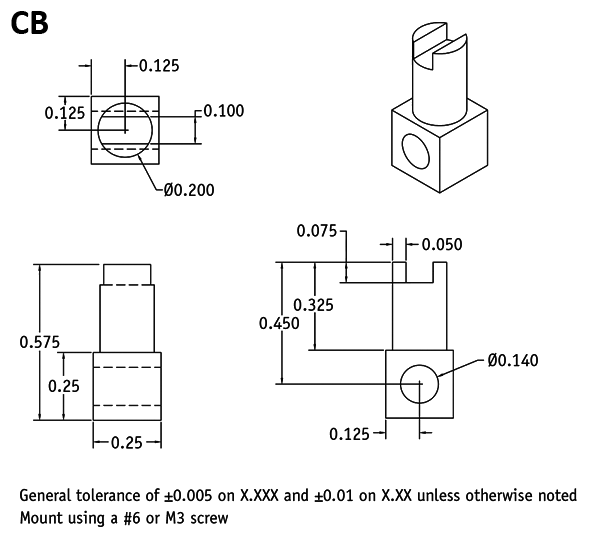 CB
0.125
0.125
0.100
Ø0.200
0.075
0.050
0.325
0.450
0.575
0.25
0.25
Ø0.140
0.125
General tolerance of ±0.005 on X.XXX and ±0.01 on X.XX unless otherwise noted
Mount using a #6 or M3 screw